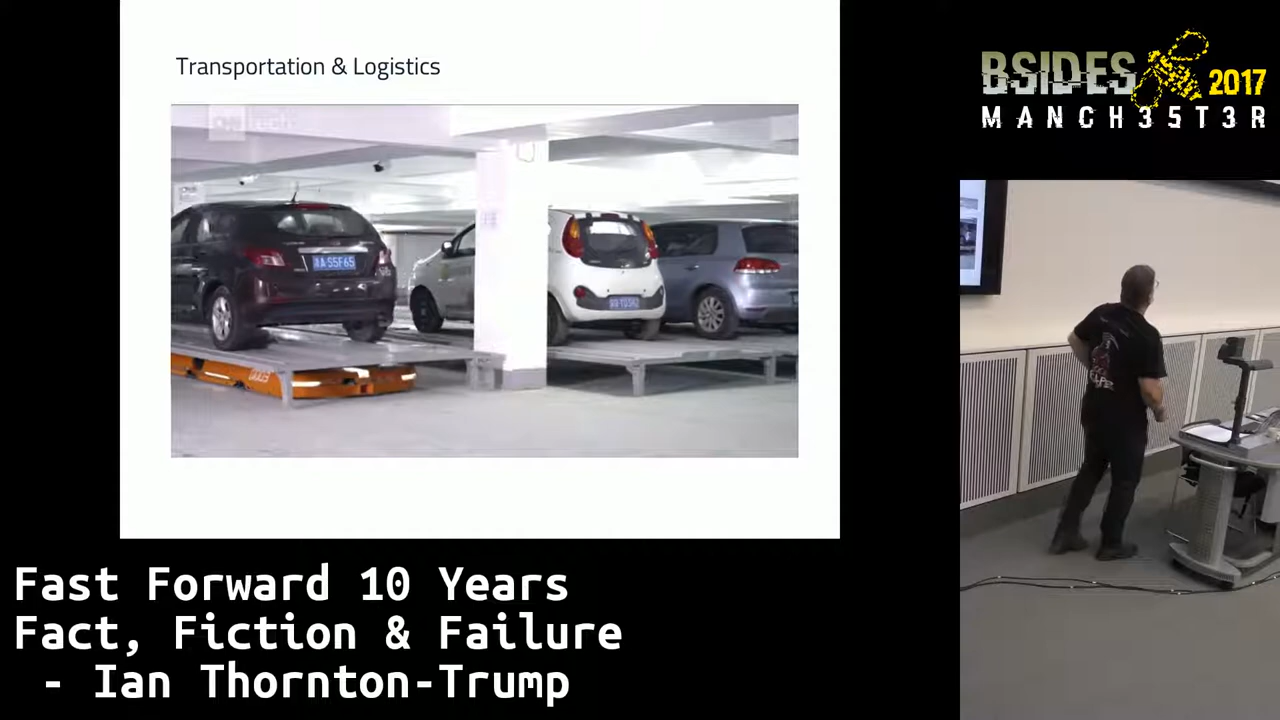 Transportation & Logistics
BSIDES
2017
MANCH35T3R
Fast Forward 10 Years
Fact, Fiction & Failure
- Ian Thornton-Trump